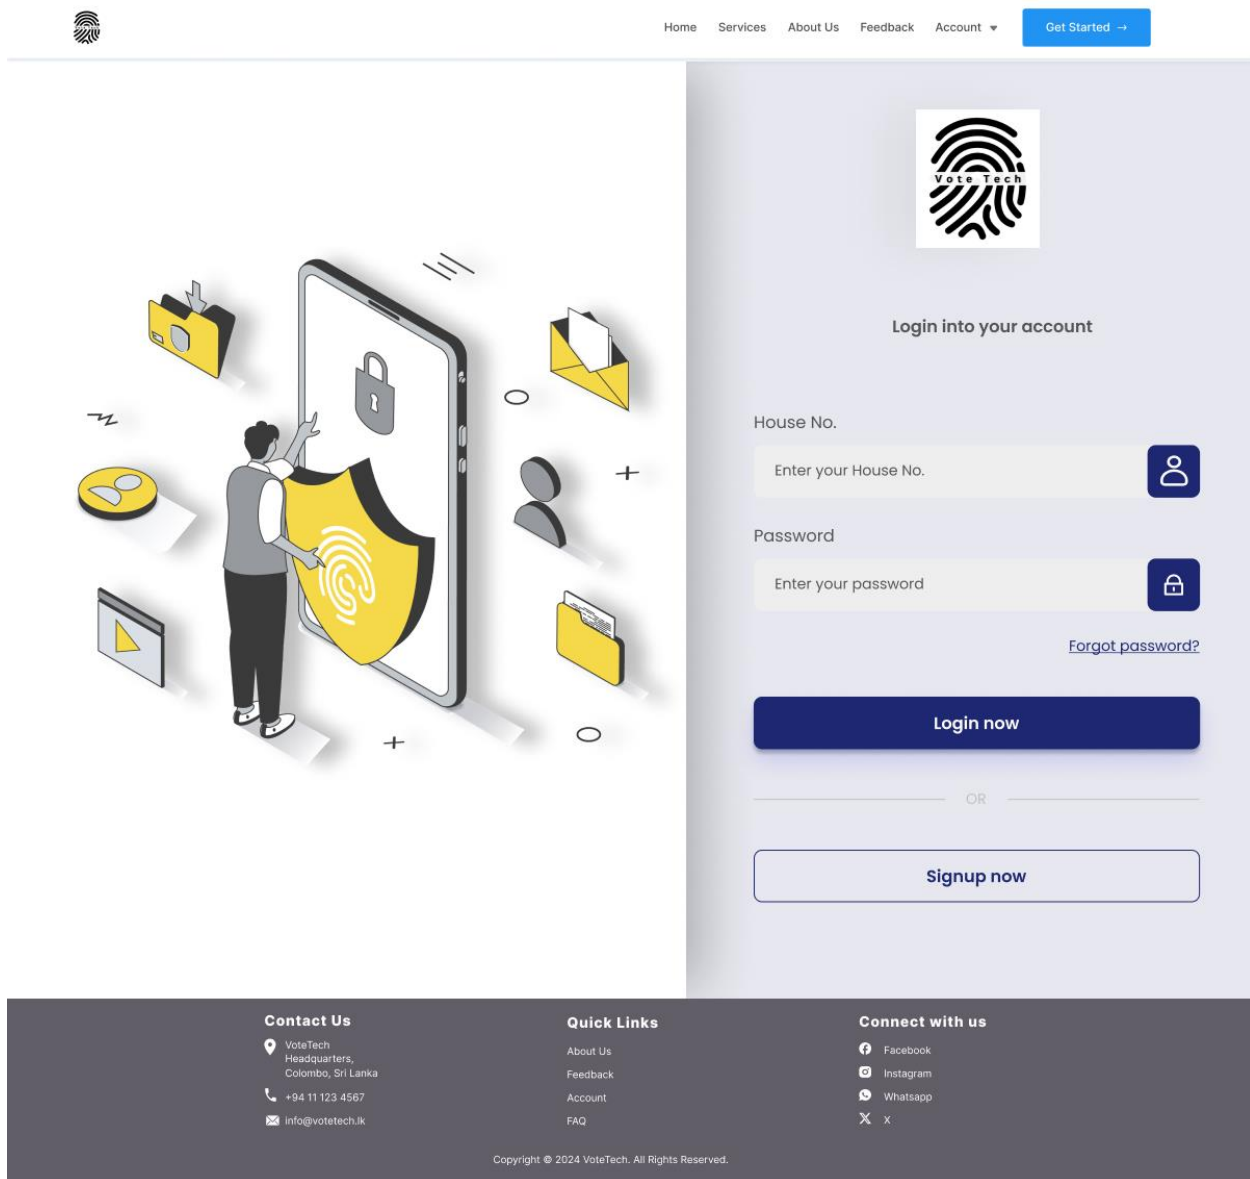 Home Services About Us Feedback Account Get Started →
Vote Tech
Login into your account
House No.
Enter your House No.
Password
Enter your password
Forgot password?
Login now
OR
Signup now
Contact Us
VoteTech
Headquarters,
Colombo, Sri Lanka
+94 11 123 4567
info@votetech.lk
Quick Links
About Us
Feedback
Account
FAQ
Connect with us
Facebook
Instagram
Whatsapp
X
Copyright © 2024 VoteTech. All Rights Reserved.